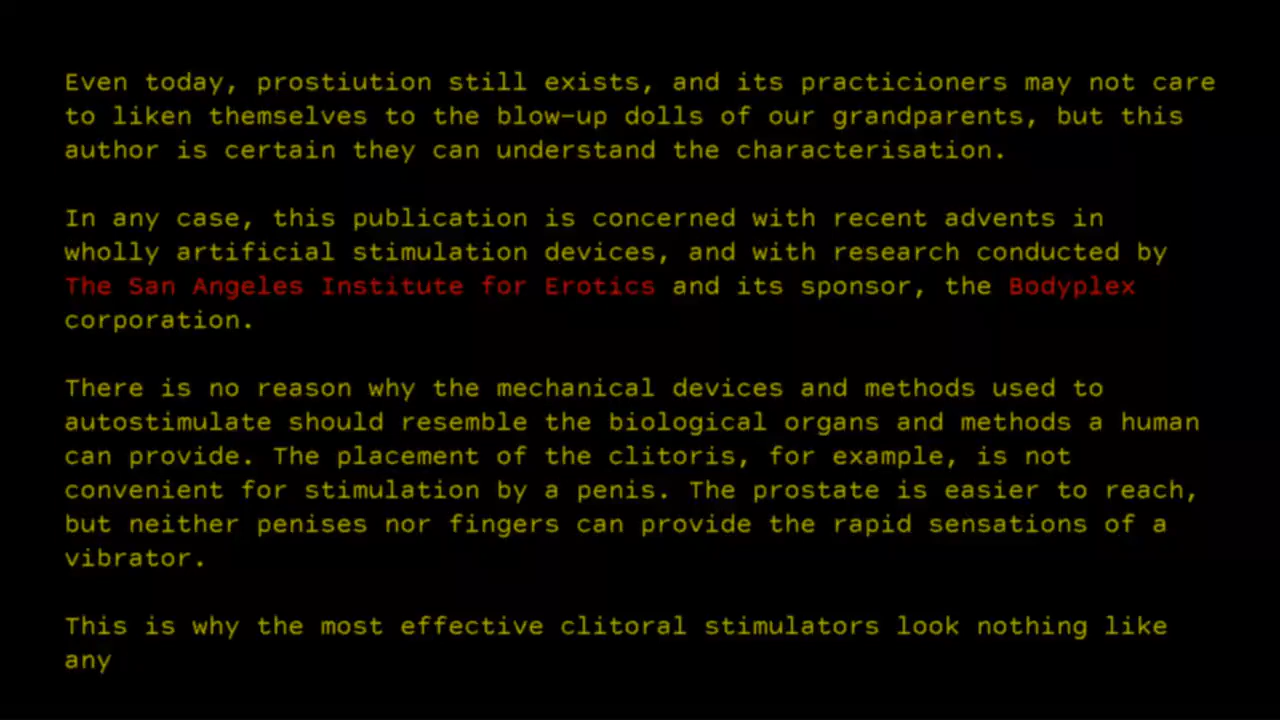 Even today, prostiution still exists, and its practicioners may not care
to liken themselves to the blow-up dolls of our grandparents, but this
author is certain they can understand the characterisation.
In any case, this publication is concerned with recent advents in
wholly artificial stimulation devices, and with research conducted by
The San Angeles Institute for Erotics and its sponsor, the Bodyplex
corporation.
There is no reason why the mechanical devices and methods used to
autostimulate should resemble the biological organs and methods a human
can provide. The placement of the clitoris, for example, is not
convenient for stimulation by a penis. The prostate is easier to reach,
but neither penises nor fingers can provide the rapid sensations of a
vibrator.
This is why the most effective clitoral stimulators look nothing like
any